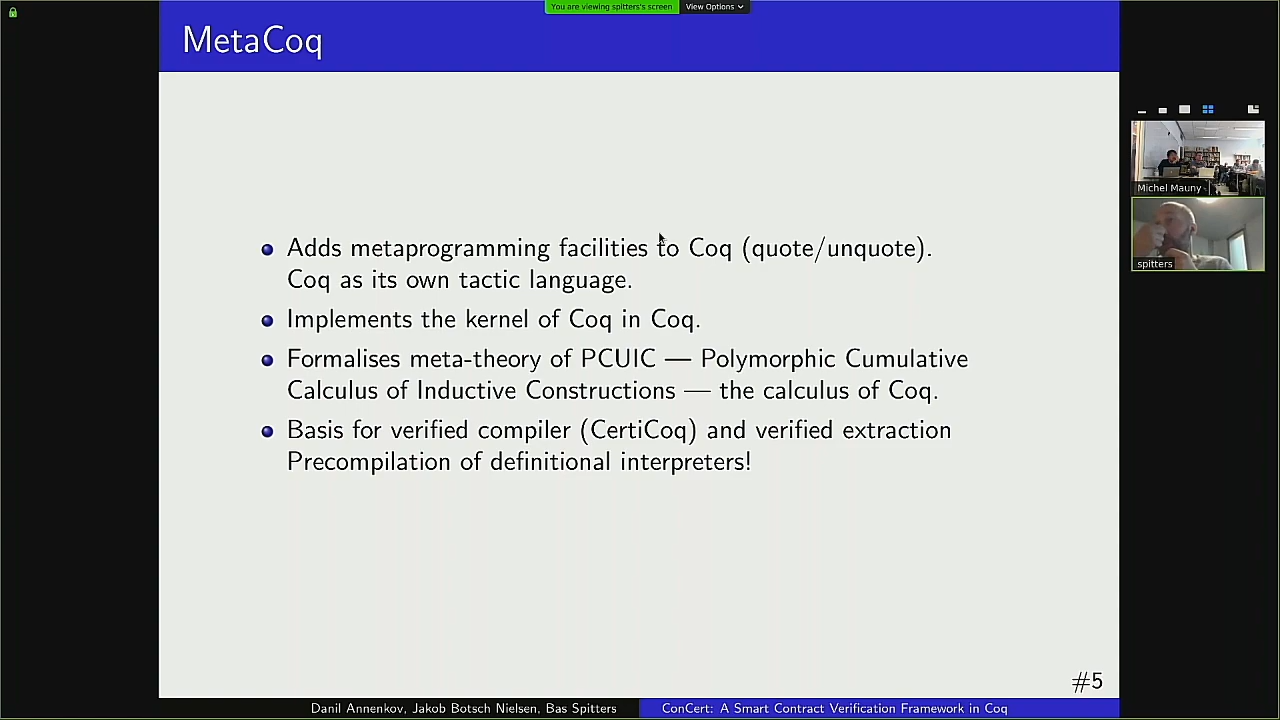 You are viewing spitters's screen
View Options
MetaCoq
Adds metaprogramming facilities to Coq (quote/unquote).
Coq as its own tactic language.
Implements the kernel of Coq in Coq.
Formalises meta-theory of PCUIC — Polymorphic Cumulative
Calculus of Inductive Constructions — the calculus of Coq.
Basis for verified compiler (CertiCoq) and verified extraction
Precompilation of definitional interpreters!
Michel Mauny
spitters
#5
Danil Annenkov, Jakob Botsch Nielsen, Bas Spitters
ConCert: A Smart Contract Verification Framework in Coq